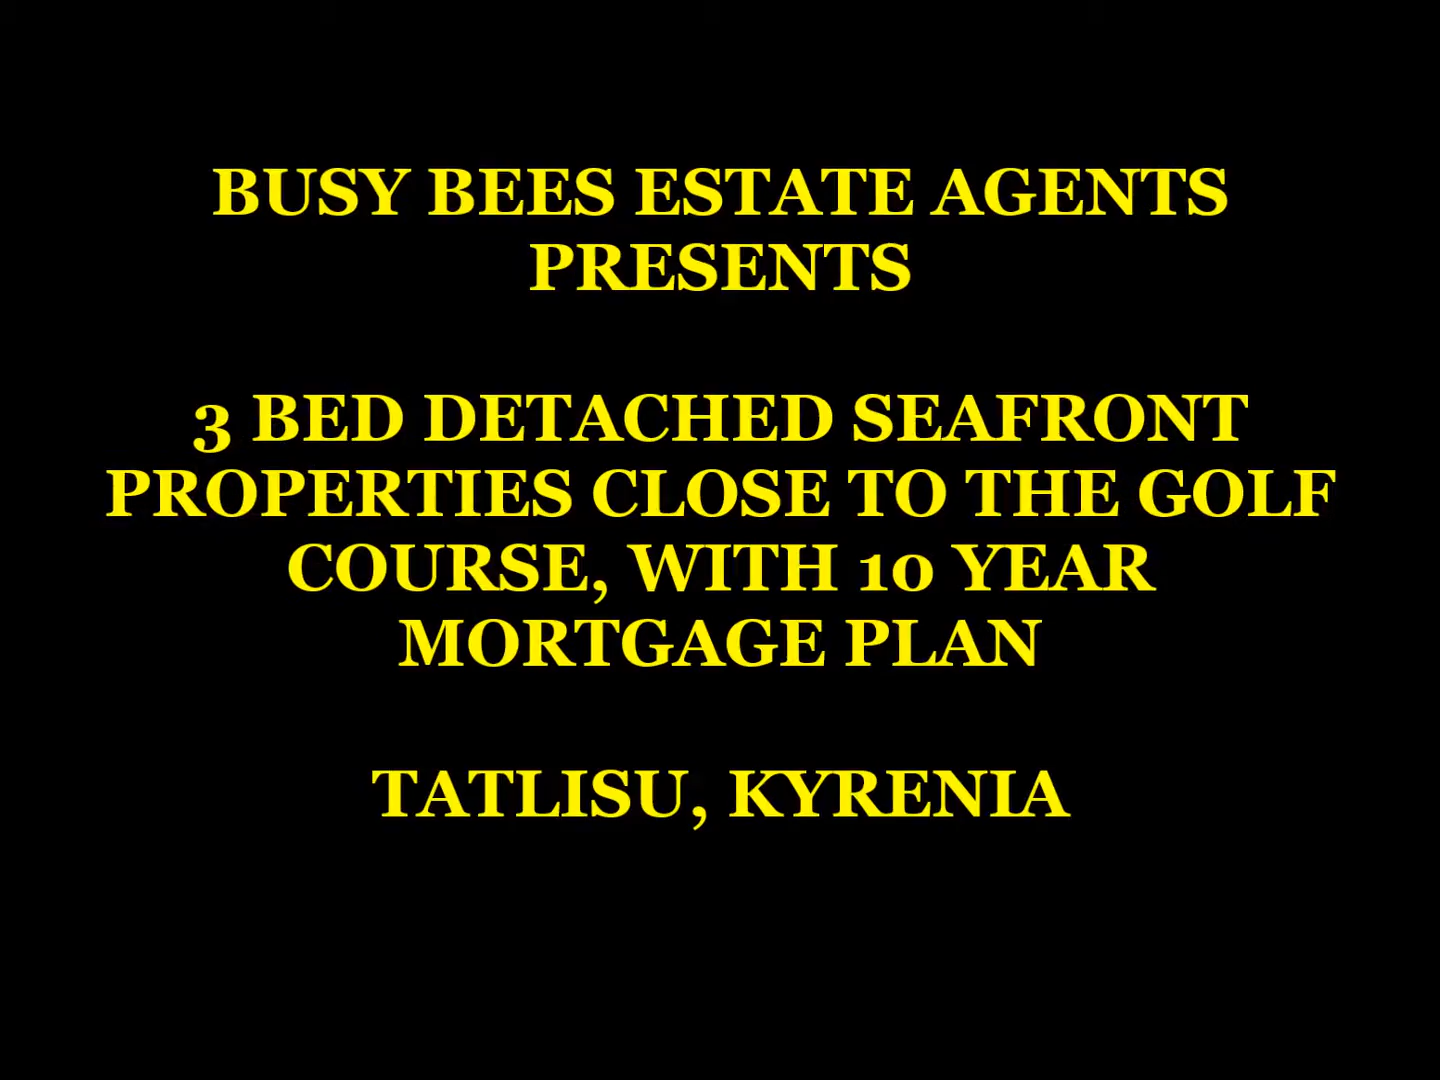 BUSY BEES ESTATE AGENTS
PRESENTS
3 BED DETACHED SEAFRONT
PROPERTIES CLOSE TO THE GOLF
COURSE, WITH 10 YEAR
MORTGAGE PLAN
TATLISU, KYRENIA